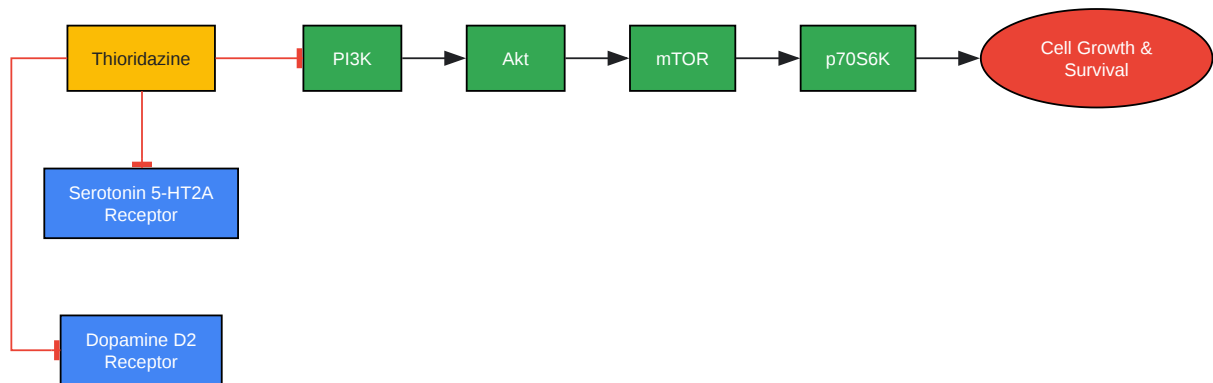 Thioridazine
PI3K
Akt
mTOR
p70S6K
Cell Growth &
Survival
Serotonin 5-HT2A
Receptor
Dopamine D2
Receptor